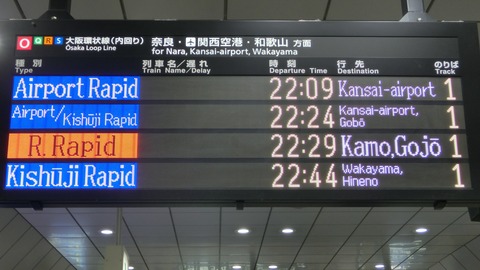 O Q R S 大阪環状線(内回り) 奈良・関西空港・和歌山 方面
Osaka Loop Line for Nara, Kansai-airport, Wakayama
種別 列車名/遅れ 時刻 行先 のりば
Type Train Name/Delay Departure Time Destination Track
Airport Rapid 22:09 Kansai-airport 1
Airport/Kishūji Rapid 22:24 Kansai-airport, Gobō 1
R. Rapid 22:29 Kamo,Gojō 1
Kishūji Rapid 22:44 Wakayama, Hineno 1